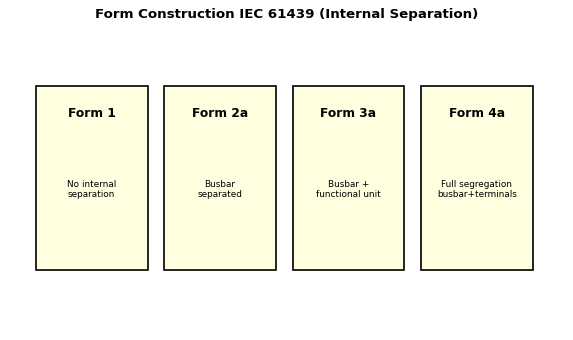 Form Construction IEC 61439 (Internal Separation)
Form 1
No internal
separation
Form 2a
Busbar
separated
Form 3a
Busbar +
functional unit
Form 4a
Full segregation
busbar+terminals